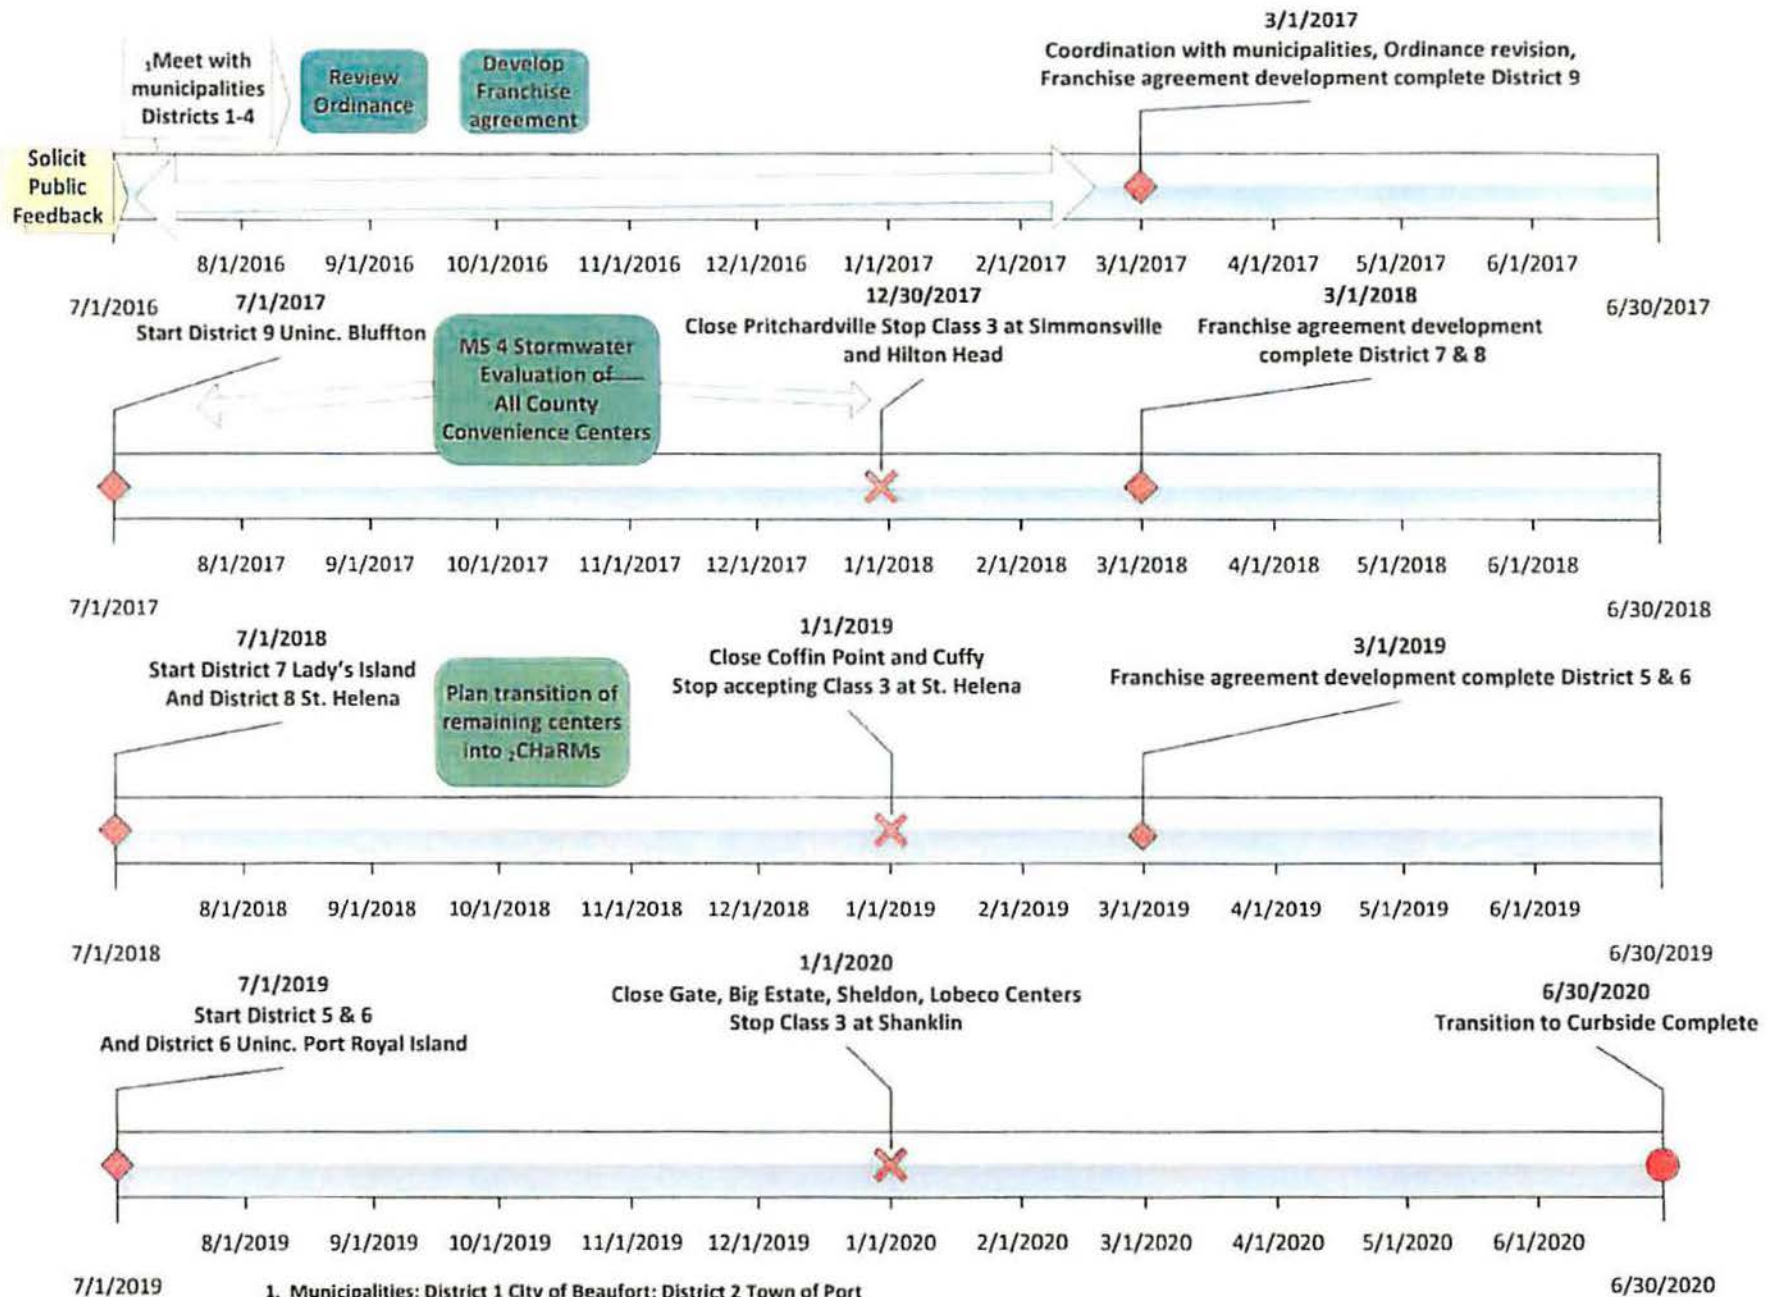 3/1/2017
Coordination with municipalities, Ordinance revision,
Franchise agreement development complete District 9
₁Meet with
municipalities
Districts 1-4
Review
Ordinance
Develop
Franchise
agreement
Solicit
Public
Feedback
8/1/2016 9/1/2016 10/1/2016 11/1/2016 12/1/2016 1/1/2017 2/1/2017 3/1/2017 4/1/2017 5/1/2017 6/1/2017
7/1/2016 6/30/2017
7/1/2017
Start District 9 Uninc. Bluffton
MS 4 Stormwater
Evaluation of
All County
Convenience Centers
12/30/2017
Close Pritchardville Stop Class 3 at Simmonsville
and Hilton Head
3/1/2018
Franchise agreement development
complete District 7 & 8
8/1/2017 9/1/2017 10/1/2017 11/1/2017 12/1/2017 1/1/2018 2/1/2018 3/1/2018 4/1/2018 5/1/2018 6/1/2018
7/1/2017 6/30/2018
7/1/2018
Start District 7 Lady's Island
And District 8 St. Helena
Plan transition of
remaining centers
into ₂CHaRMs
1/1/2019
Close Coffin Point and Cuffy
Stop accepting Class 3 at St. Helena
3/1/2019
Franchise agreement development complete District 5 & 6
8/1/2018 9/1/2018 10/1/2018 11/1/2018 12/1/2018 1/1/2019 2/1/2019 3/1/2019 4/1/2019 5/1/2019 6/1/2019
7/1/2018 6/30/2019
7/1/2019
Start District 5 & 6
And District 6 Uninc. Port Royal Island
1/1/2020
Close Gate, Big Estate, Sheldon, Lobeco Centers
Stop Class 3 at Shanklin
6/30/2020
Transition to Curbside Complete
8/1/2019 9/1/2019 10/1/2019 11/1/2019 12/1/2019 1/1/2020 2/1/2020 3/1/2020 4/1/2020 5/1/2020 6/1/2020
7/1/2019 6/30/2020
1. Municipalities: District 1 City of Beaufort; District 2 Town of Port